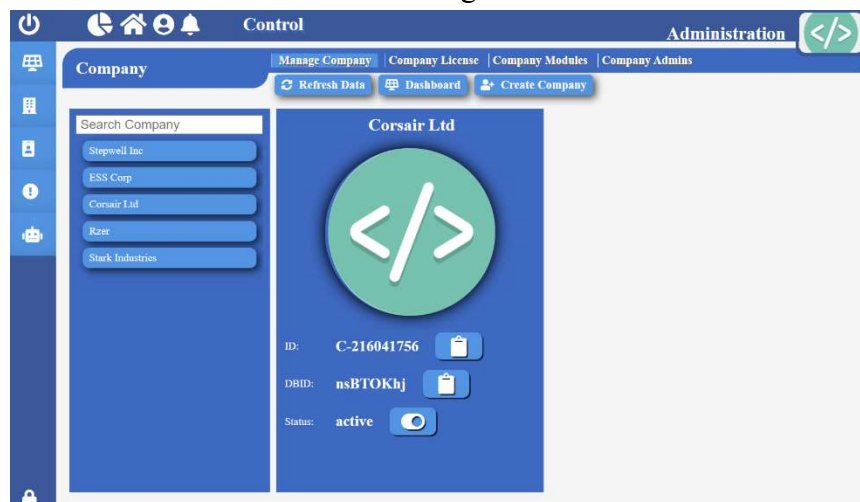 Control
Administration
</>
Company
Manage Company | Company License | Company Modules | Company Admins
Refresh Data
Dashboard
Create Company
Search Company
Stepwell Inc
ESS Corp
Corsair Ltd
Rzer
Stark Industries
Corsair Ltd
</>
ID: C-216041756
DBID: nsBTOKhj
Status: active